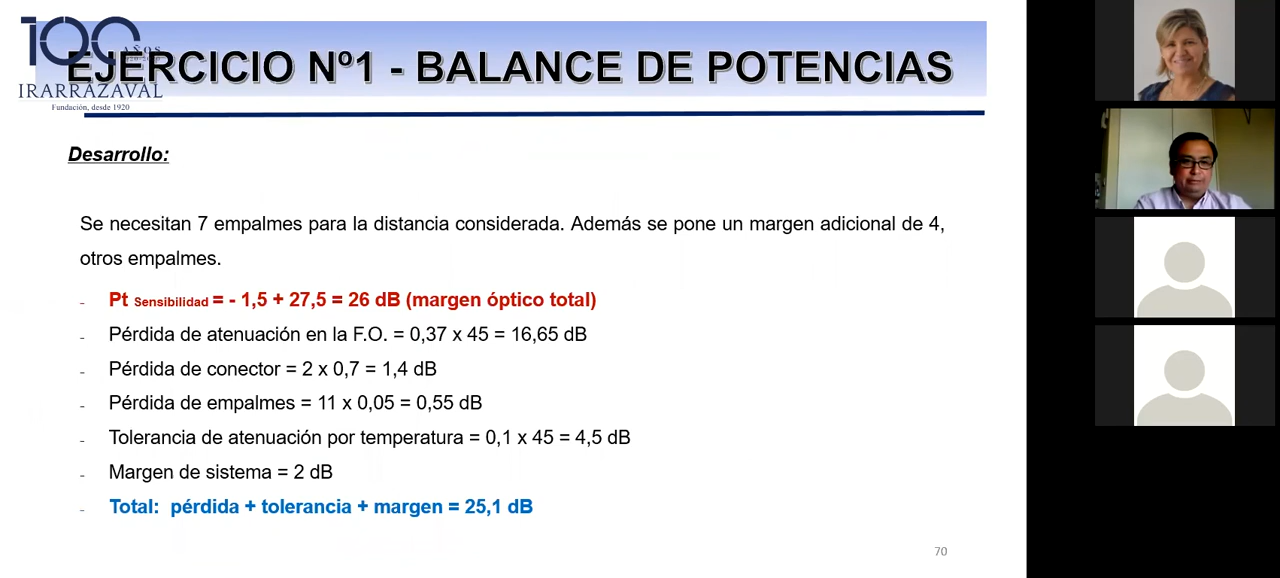 100 AÑOS
EJERCICIO Nº1 - BALANCE DE POTENCIAS
IRARRÁZAVAL
Fundación, desde 1920
Desarrollo:
Se necesitan 7 empalmes para la distancia considerada. Además se pone un margen adicional de 4,
otros empalmes.
- Pt Sensibilidad = - 1,5 + 27,5 = 26 dB (margen óptico total)
- Pérdida de atenuación en la F.O. = 0,37 x 45 = 16,65 dB
- Pérdida de conector = 2 x 0,7 = 1,4 dB
- Pérdida de empalmes = 11 x 0,05 = 0,55 dB
- Tolerancia de atenuación por temperatura = 0,1 x 45 = 4,5 dB
- Margen de sistema = 2 dB
- Total: pérdida + tolerancia + margen = 25,1 dB
70